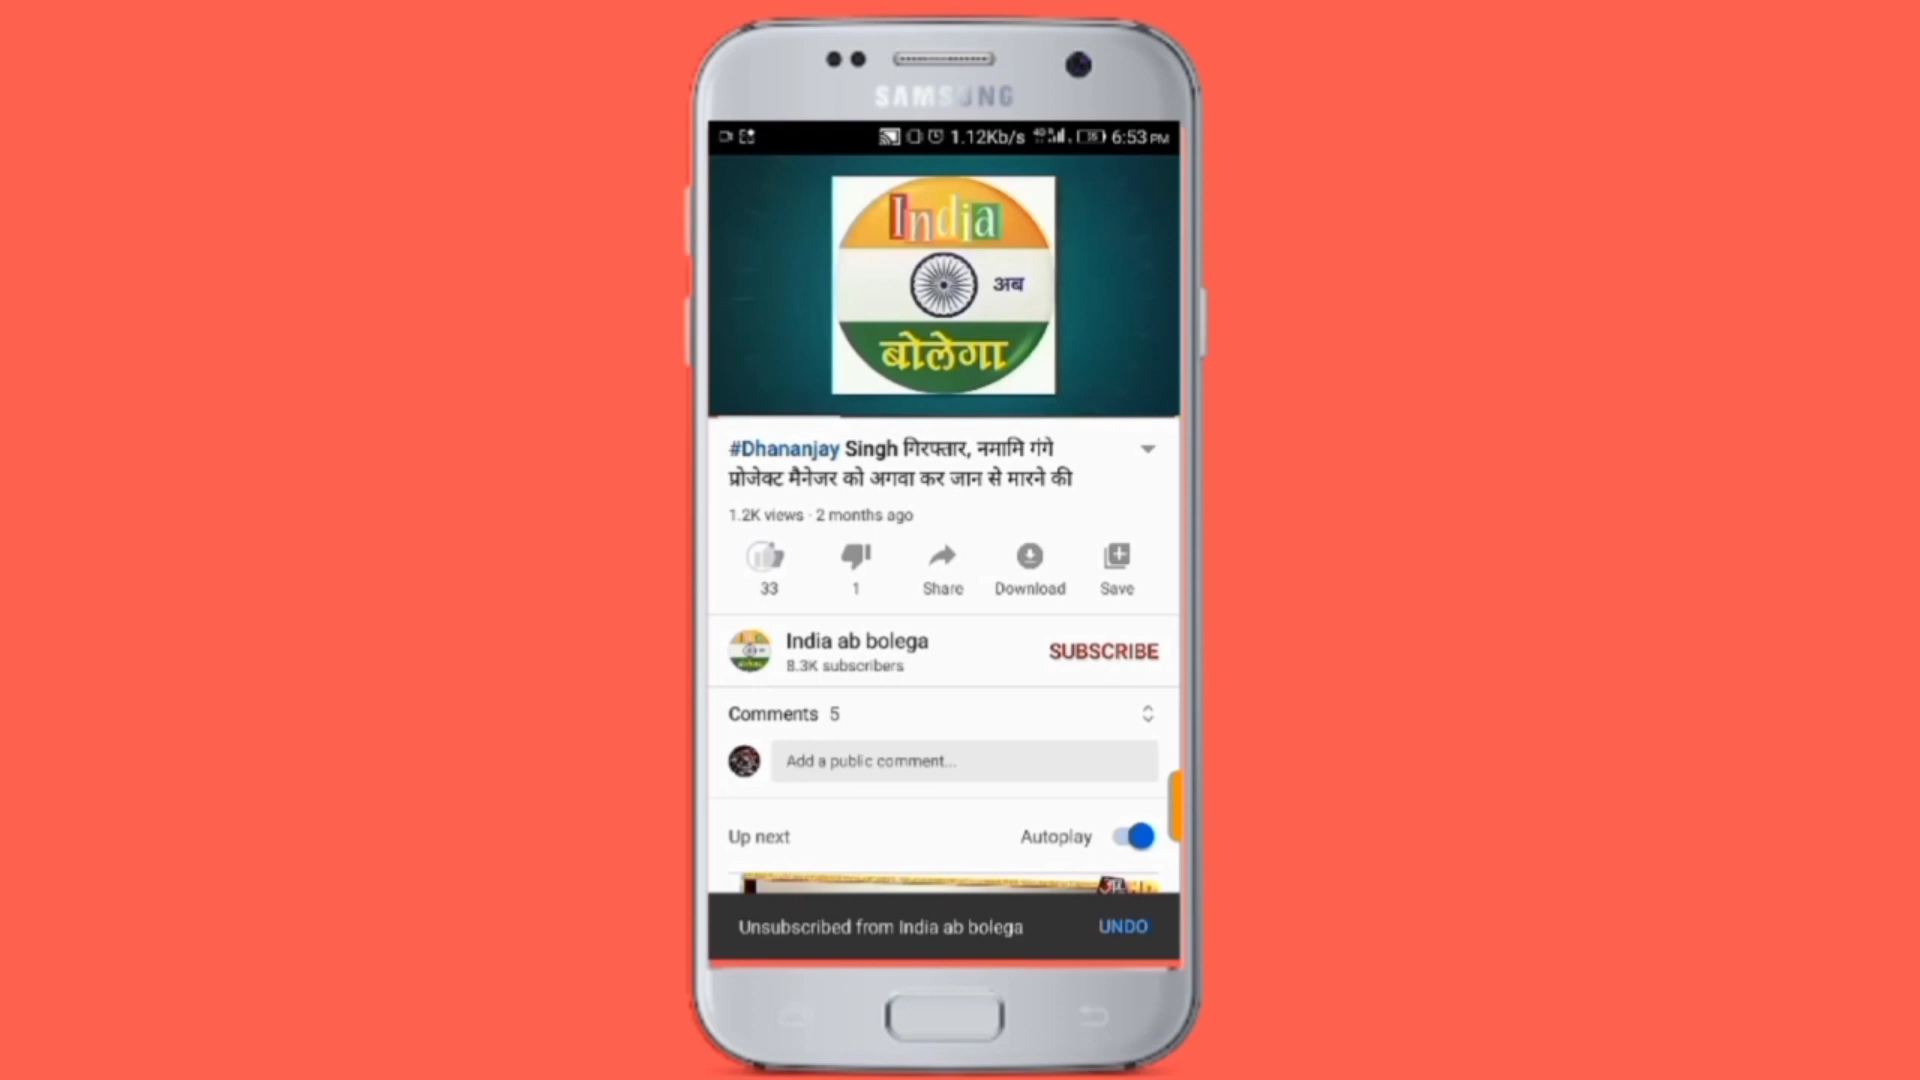 SAMSUNG
1.12Kb/s 6:53 PM
India
अब
बोलेगा
#Dhananjay Singh गिरफ्तार, नमामि गंगे
प्रोजेक्ट मैनेजर को अगवा कर जान से मारने की
1.2K views · 2 months ago
33 1 Share Download Save
India ab bolega
8.3K subscribers
SUBSCRIBE
Comments 5
Add a public comment...
Up next Autoplay
Unsubscribed from India ab bolega UNDO